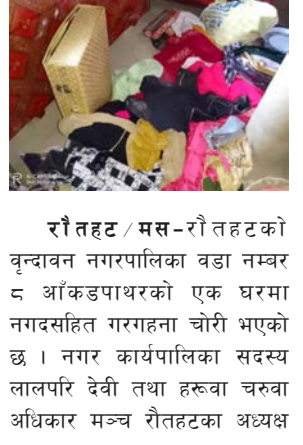 रौतहट/मस-रौतहटको
वृन्दावन नगरपालिका वडा नम्बर
८ आँकडपाथरको एक घरमा
नगदसहित गरगहना चोरी भएको
छ । नगर कार्यपालिका सदस्य
लालपरि देवी तथा हरूवा चरुवा
अधिकार मञ्च रौतहटका अध्यक्ष